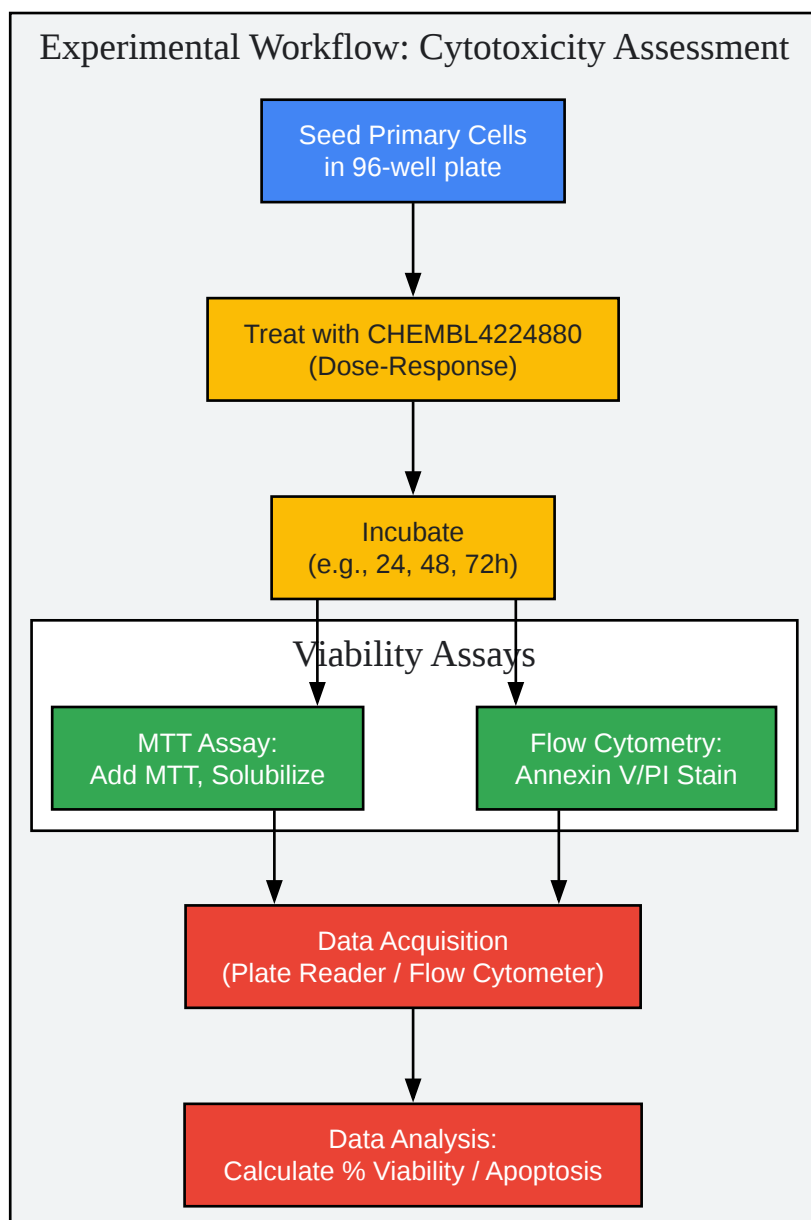 Experimental Workflow: Cytotoxicity Assessment
Seed Primary Cells
in 96-well plate
Treat with CHEMBL4224880
(Dose-Response)
Incubate
(e.g., 24, 48, 72h)
Viability Assays
MTT Assay:
Add MTT, Solubilize
Flow Cytometry:
Annexin V/PI Stain
Data Acquisition
(Plate Reader / Flow Cytometer)
Data Analysis:
Calculate % Viability / Apoptosis